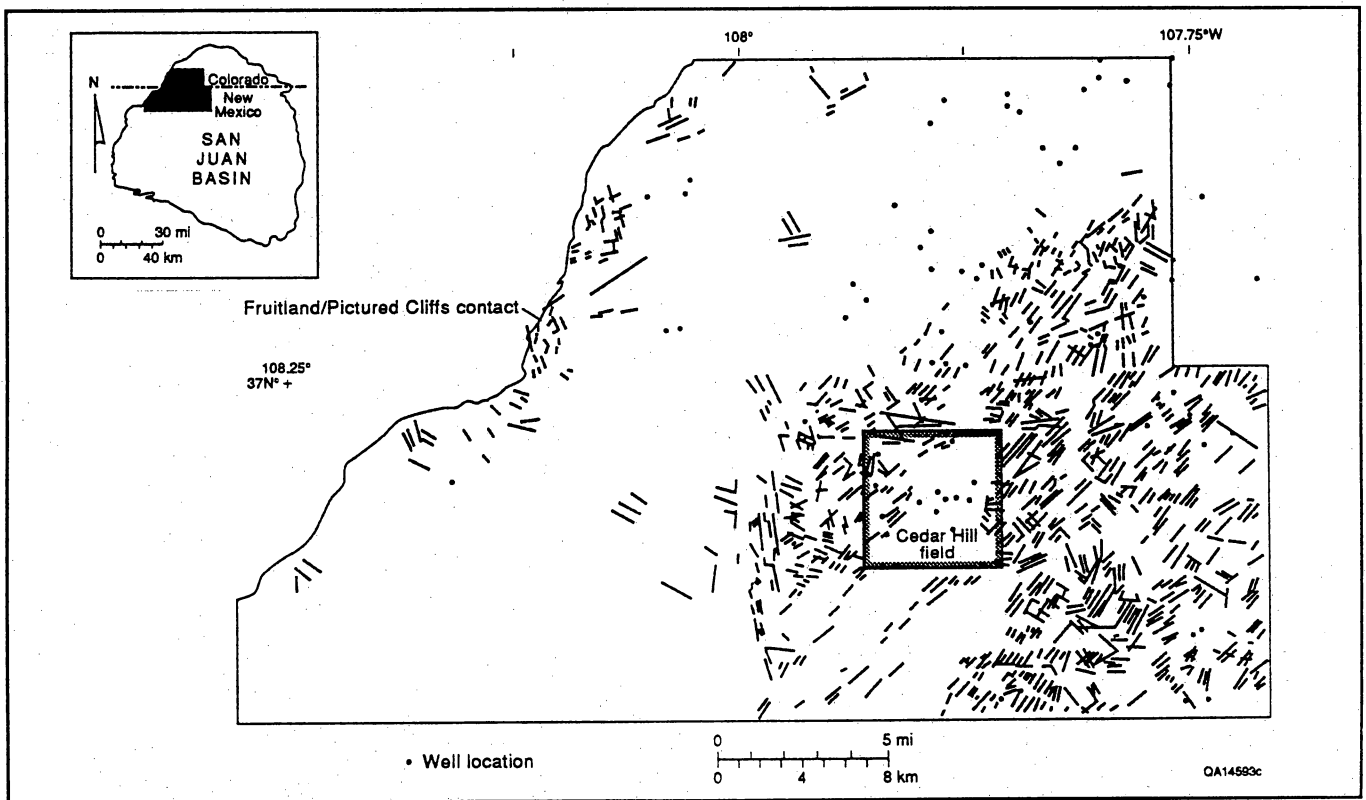 108°
107.75°W
N
Colorado
New
Mexico
SAN
JUAN
BASIN
0 30 mi
0 40 km
Fruitland/Pictured Cliffs contact
108.25°
37N° +
Cedar Hill
field
• Well location
0 5 mi
0 4 8 km
QA14593c